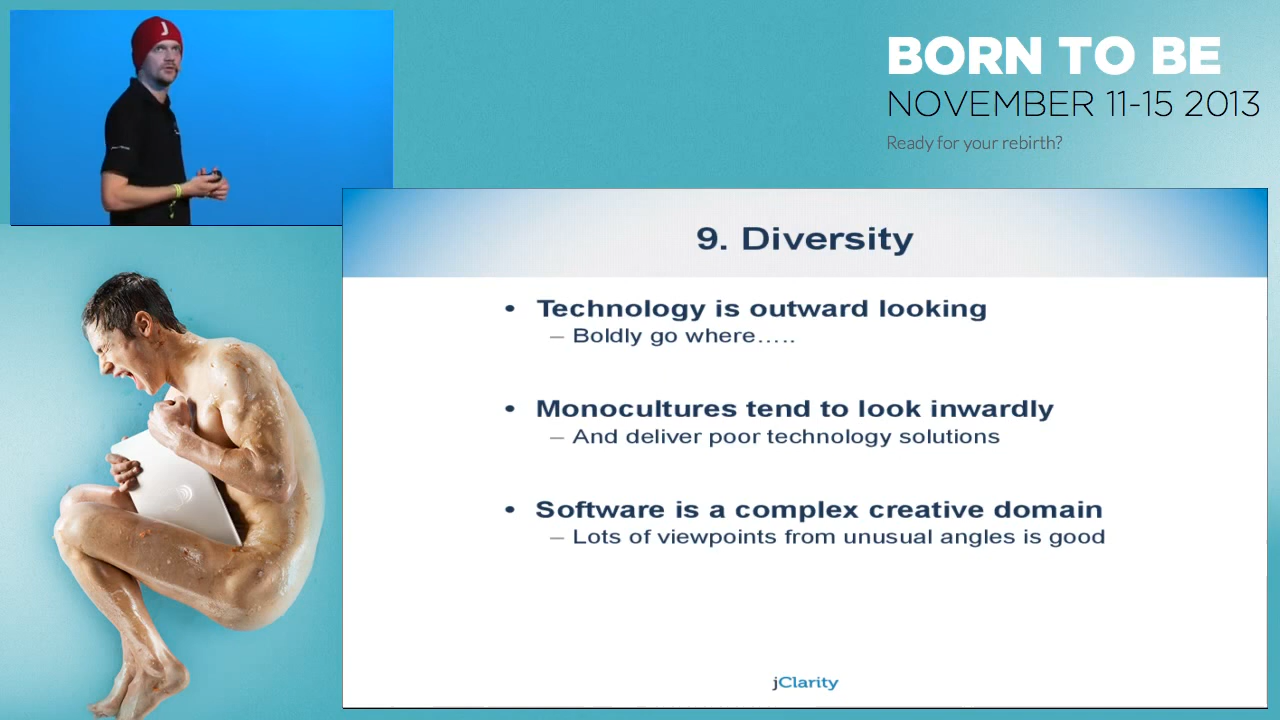 J
BORN TO BE
NOVEMBER 11-15 2013
Ready for your rebirth?
9. Diversity
• Technology is outward looking
– Boldly go where…..
• Monocultures tend to look inwardly
– And deliver poor technology solutions
• Software is a complex creative domain
– Lots of viewpoints from unusual angles is good
jClarity